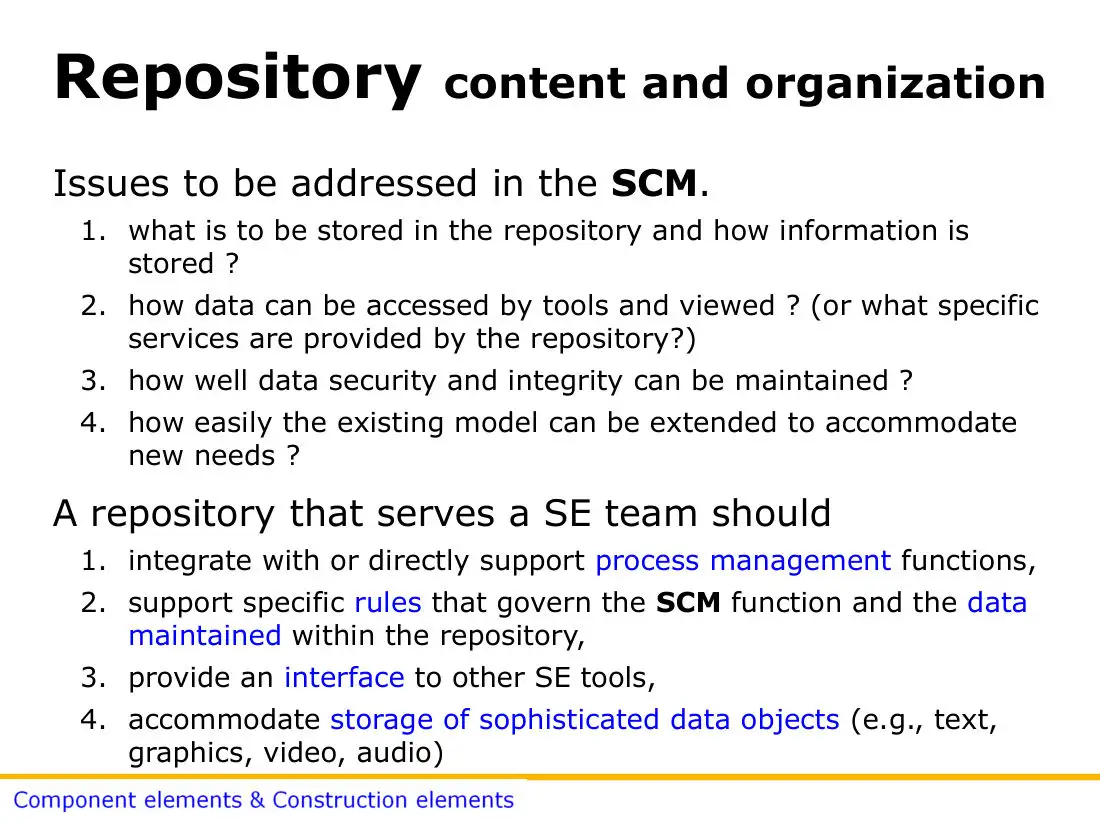 Repository content and organization
Issues to be addressed in the SCM.
1. what is to be stored in the repository and how information is
stored ?
2. how data can be accessed by tools and viewed ? (or what specific
services are provided by the repository?)
3. how well data security and integrity can be maintained ?
4. how easily the existing model can be extended to accommodate
new needs ?
A repository that serves a SE team should
1. integrate with or directly support process management functions,
2. support specific rules that govern the SCM function and the data
maintained within the repository,
3. provide an interface to other SE tools,
4. accommodate storage of sophisticated data objects (e.g., text,
graphics, video, audio)
Component elements & Construction elements